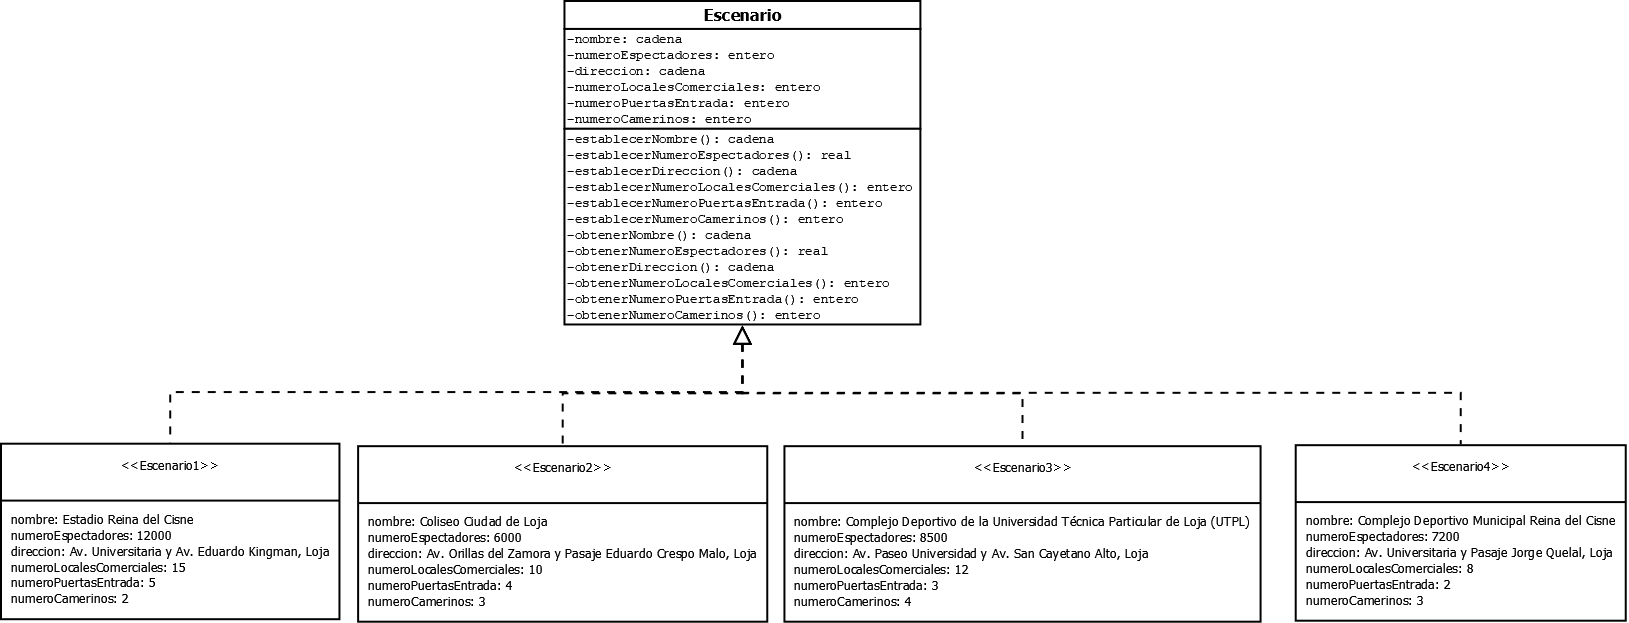 Escenario
-nombre: cadena
-numeroEspectadores: entero
-direccion: cadena
-numeroLocalesComerciales: entero
-numeroPuertasEntrada: entero
-numeroCamerinos: entero
-establecerNombre(): cadena
-establecerNumeroEspectadores(): real
-establecerDireccion(): cadena
-establecerNumeroLocalesComerciales(): entero
-establecerNumeroPuertasEntrada(): entero
-establecerNumeroCamerinos(): entero
-obtenerNombre(): cadena
-obtenerNumeroEspectadores(): real
-obtenerDireccion(): cadena
-obtenerNumeroLocalesComerciales(): entero
-obtenerNumeroPuertasEntrada(): entero
-obtenerNumeroCamerinos(): entero
<<Escenario1>>
nombre: Estadio Reina del Cisne
numeroEspectadores: 12000
direccion: Av. Universitaria y Av. Eduardo Kingman, Loja
numeroLocalesComerciales: 15
numeroPuertasEntrada: 5
numeroCamerinos: 2
<<Escenario2>>
nombre: Coliseo Ciudad de Loja
numeroEspectadores: 6000
direccion: Av. Orillas del Zamora y Pasaje Eduardo Crespo Malo, Loja
numeroLocalesComerciales: 10
numeroPuertasEntrada: 4
numeroCamerinos: 3
<<Escenario3>>
nombre: Complejo Deportivo de la Universidad Técnica Particular de Loja (UTPL)
numeroEspectadores: 8500
direccion: Av. Paseo Universidad y Av. San Cayetano Alto, Loja
numeroLocalesComerciales: 12
numeroPuertasEntrada: 3
numeroCamerinos: 4
<<Escenario4>>
nombre: Complejo Deportivo Municipal Reina del Cisne
numeroEspectadores: 7200
direccion: Av. Universitaria y Pasaje Jorge Quelal, Loja
numeroLocalesComerciales: 8
numeroPuertasEntrada: 2
numeroCamerinos: 3